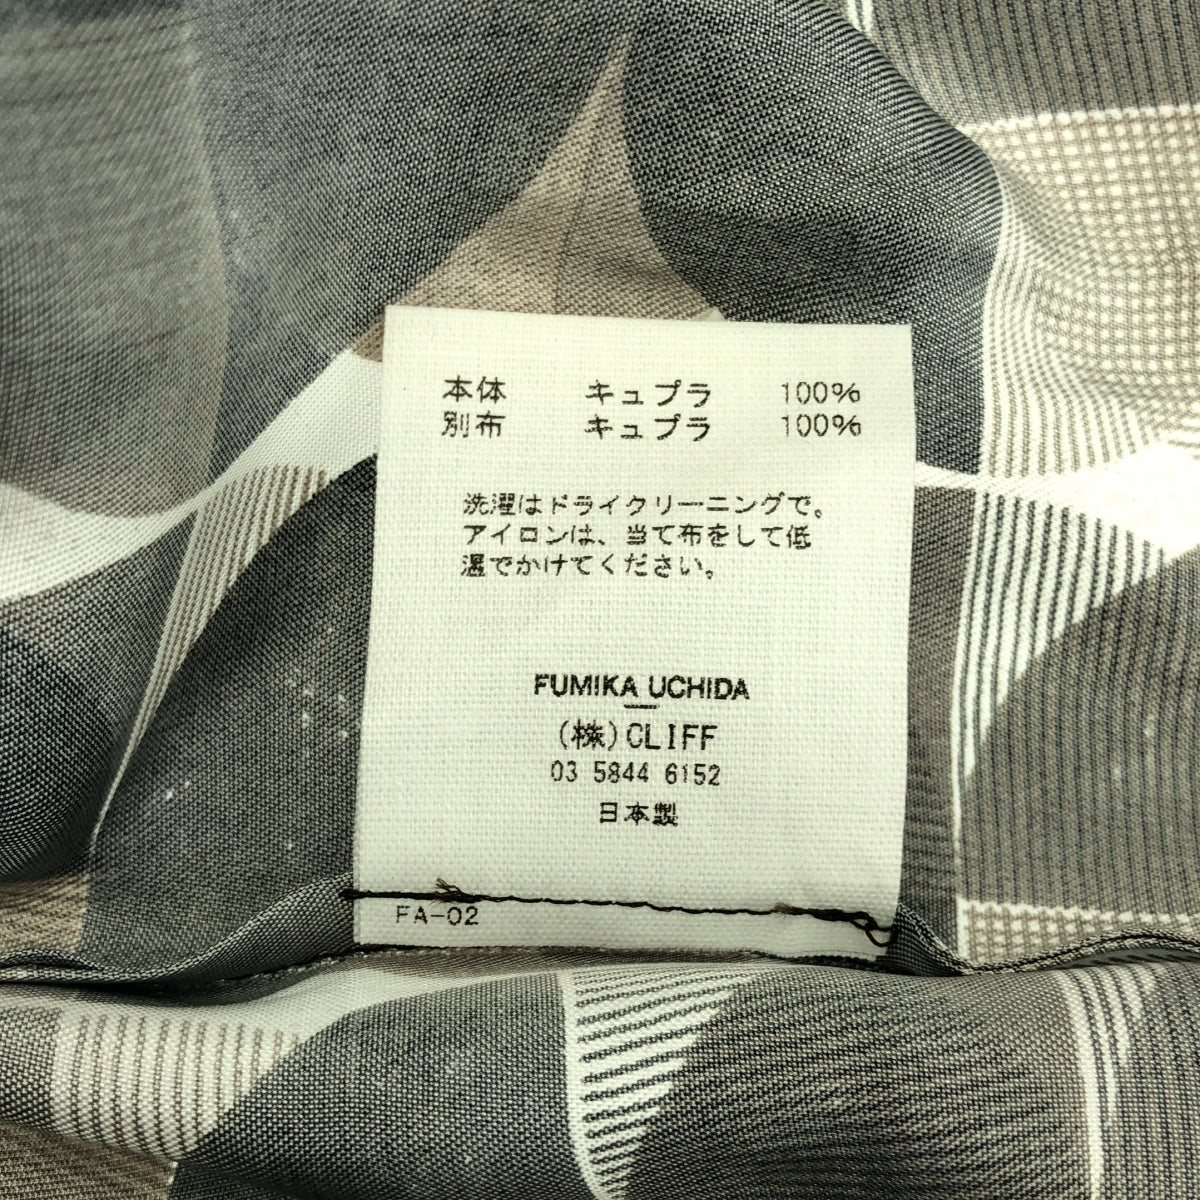 本体 キュプラ 100%
別布 キュプラ 100%
洗濯はドライクリーニングで。
アイロンは、当て布をして低
温でかけてください。
FUMIKA UCHIDA
(株)CLIFF
03 5844 6152
日本製
FA-02